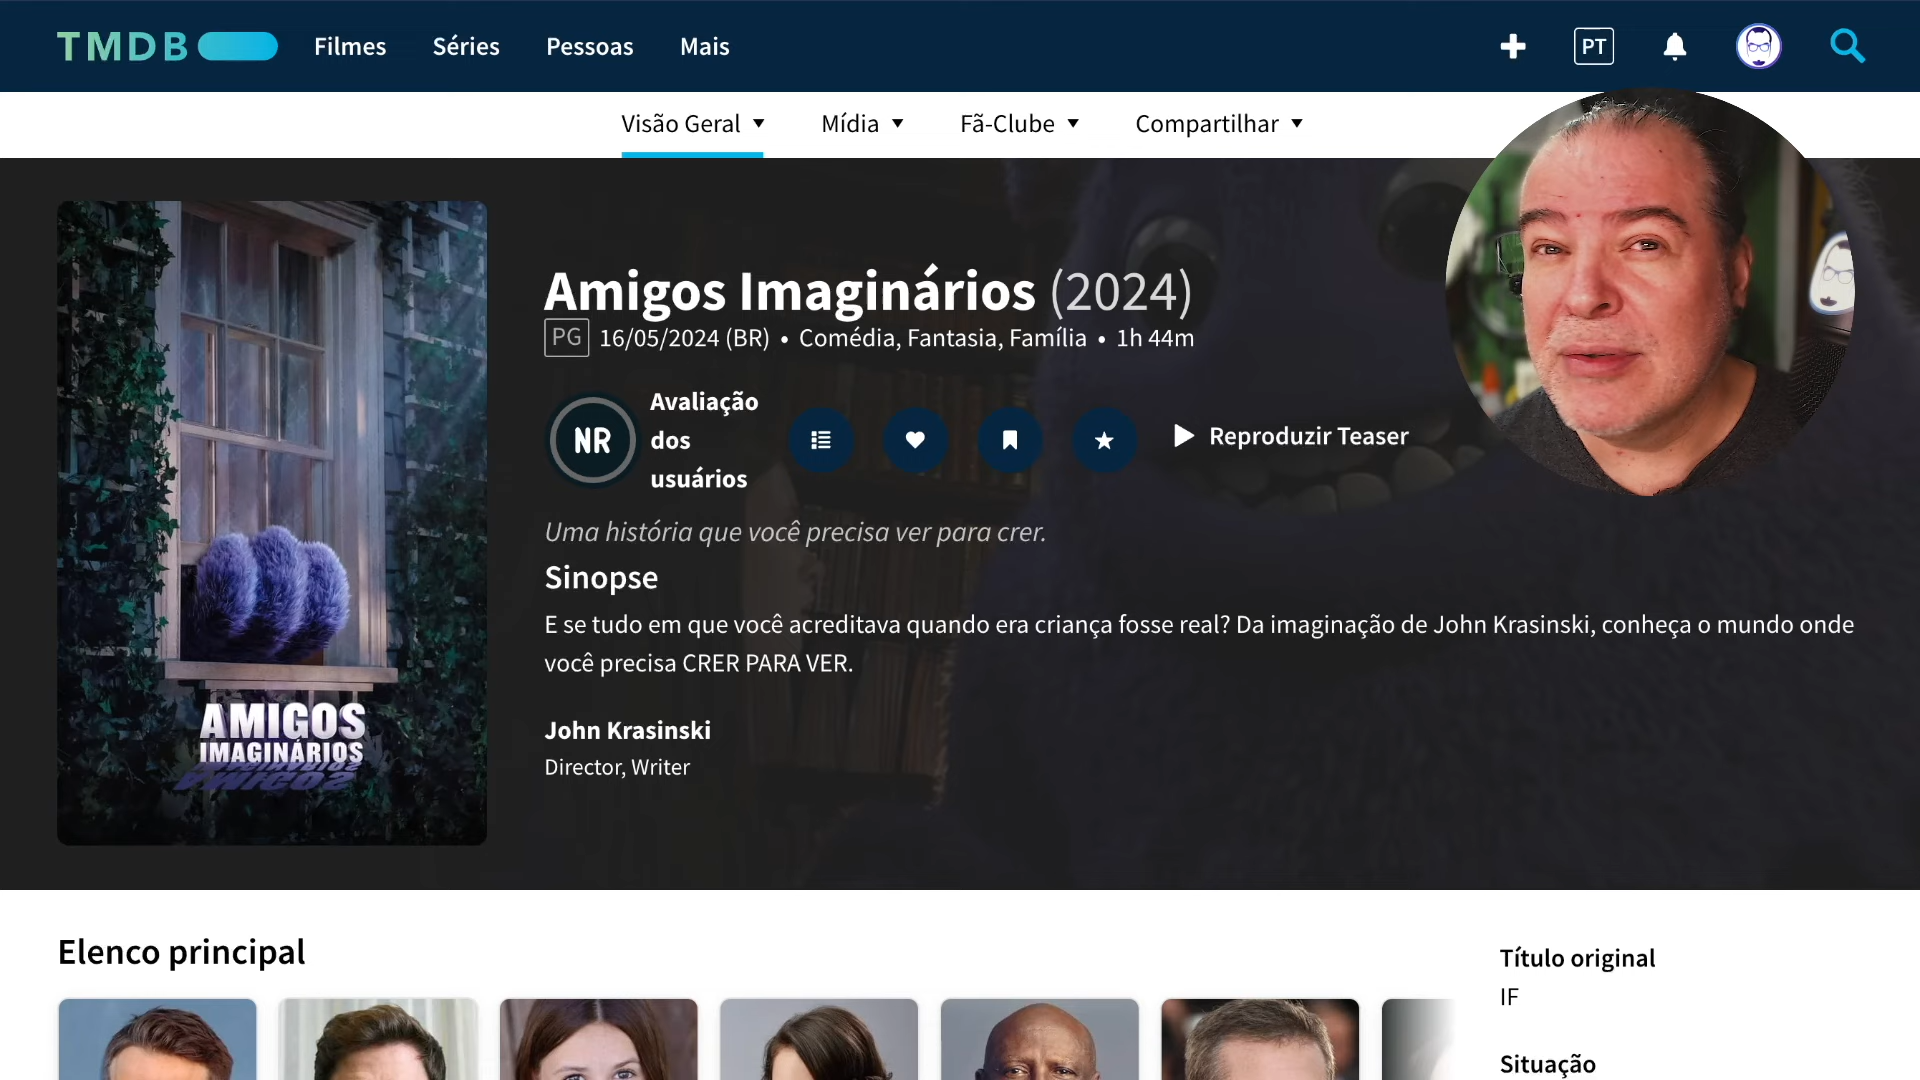 TMDB Filmes Séries Pessoas Mais PT
Visão Geral Mídia Fã-Clube Compartilhar
Amigos Imaginários (2024)
PG 16/05/2024 (BR) • Comédia, Fantasia, Família • 1h 44m
NR
Avaliação
dos
usuários
Reproduzir Teaser
Uma história que você precisa ver para crer.
Sinopse
E se tudo em que você acreditava quando era criança fosse real? Da imaginação de John Krasinski, conheça o mundo onde
você precisa CRER PARA VER.
John Krasinski
Director, Writer
AMIGOS
IMAGINÁRIOS
Elenco principal
Título original
IF
Situação